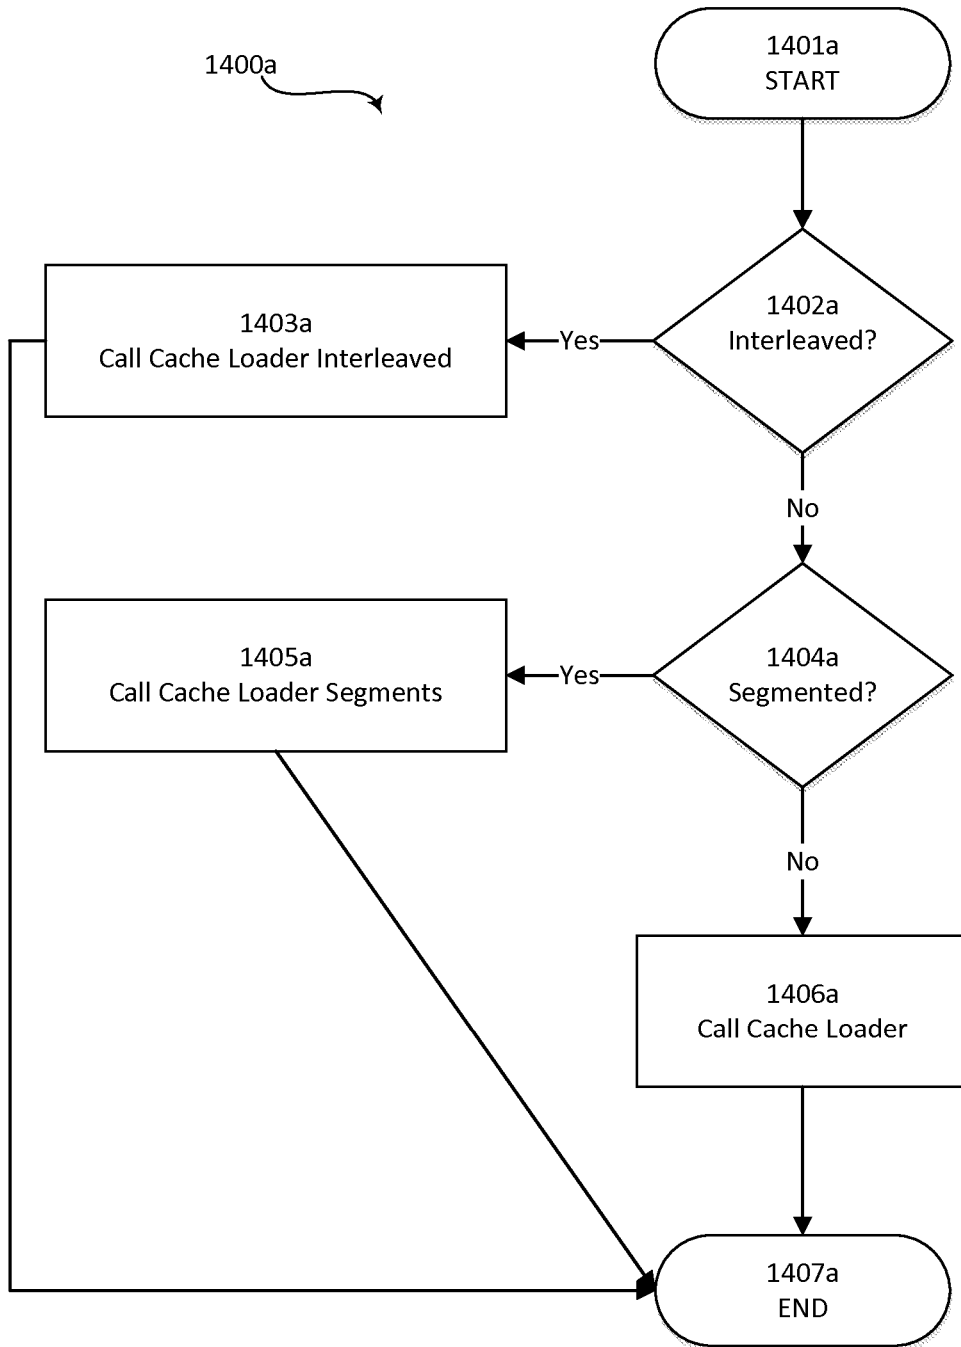 1400a
1401a
START
1402a
Interleaved?
Yes
1403a
Call Cache Loader Interleaved
No
1404a
Segmented?
Yes
1405a
Call Cache Loader Segments
No
1406a
Call Cache Loader
1407a
END